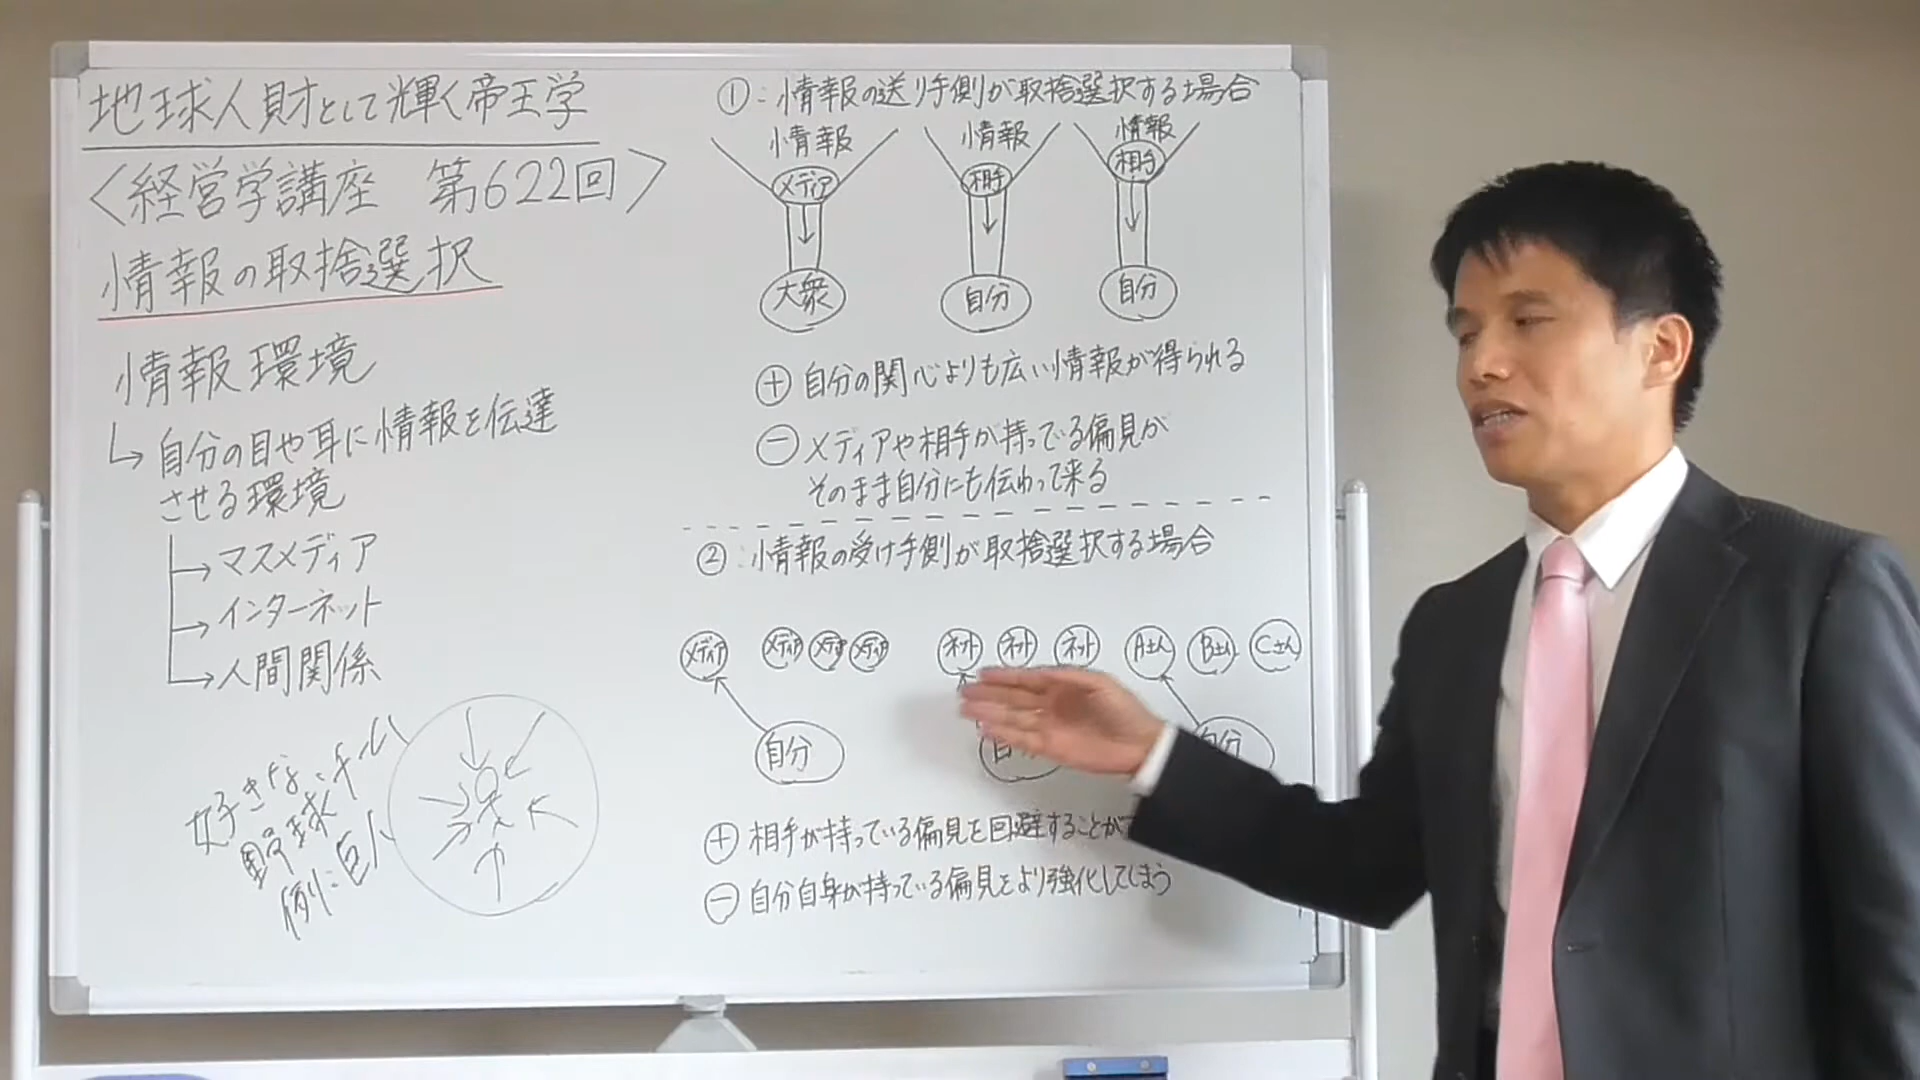 地球人財として輝く帝王学
〈経営学講座 第622回〉
情報の取捨選択
情報環境
自分の目や耳に情報を伝達
させる環境
マスメディア
インターネット
人間関係
好きな
野球チーム
例:巨人
①:情報の送り手側が取捨選択する場合
情報 情報 情報
メディア 相手 相手
大衆 自分 自分
+ 自分の関心よりも広い情報が得られる
− メディアや相手が持っている偏見が
そのまま自分にも伝わって来る
②:情報の受け手側が取捨選択する場合
メディア メディア メディア メディア ネット ネット ネット Aさん Bさん Cさん
自分 自分 自分
+ 相手が持っている偏見を回避することが
− 自分自身が持っている偏見をより強化してしまう